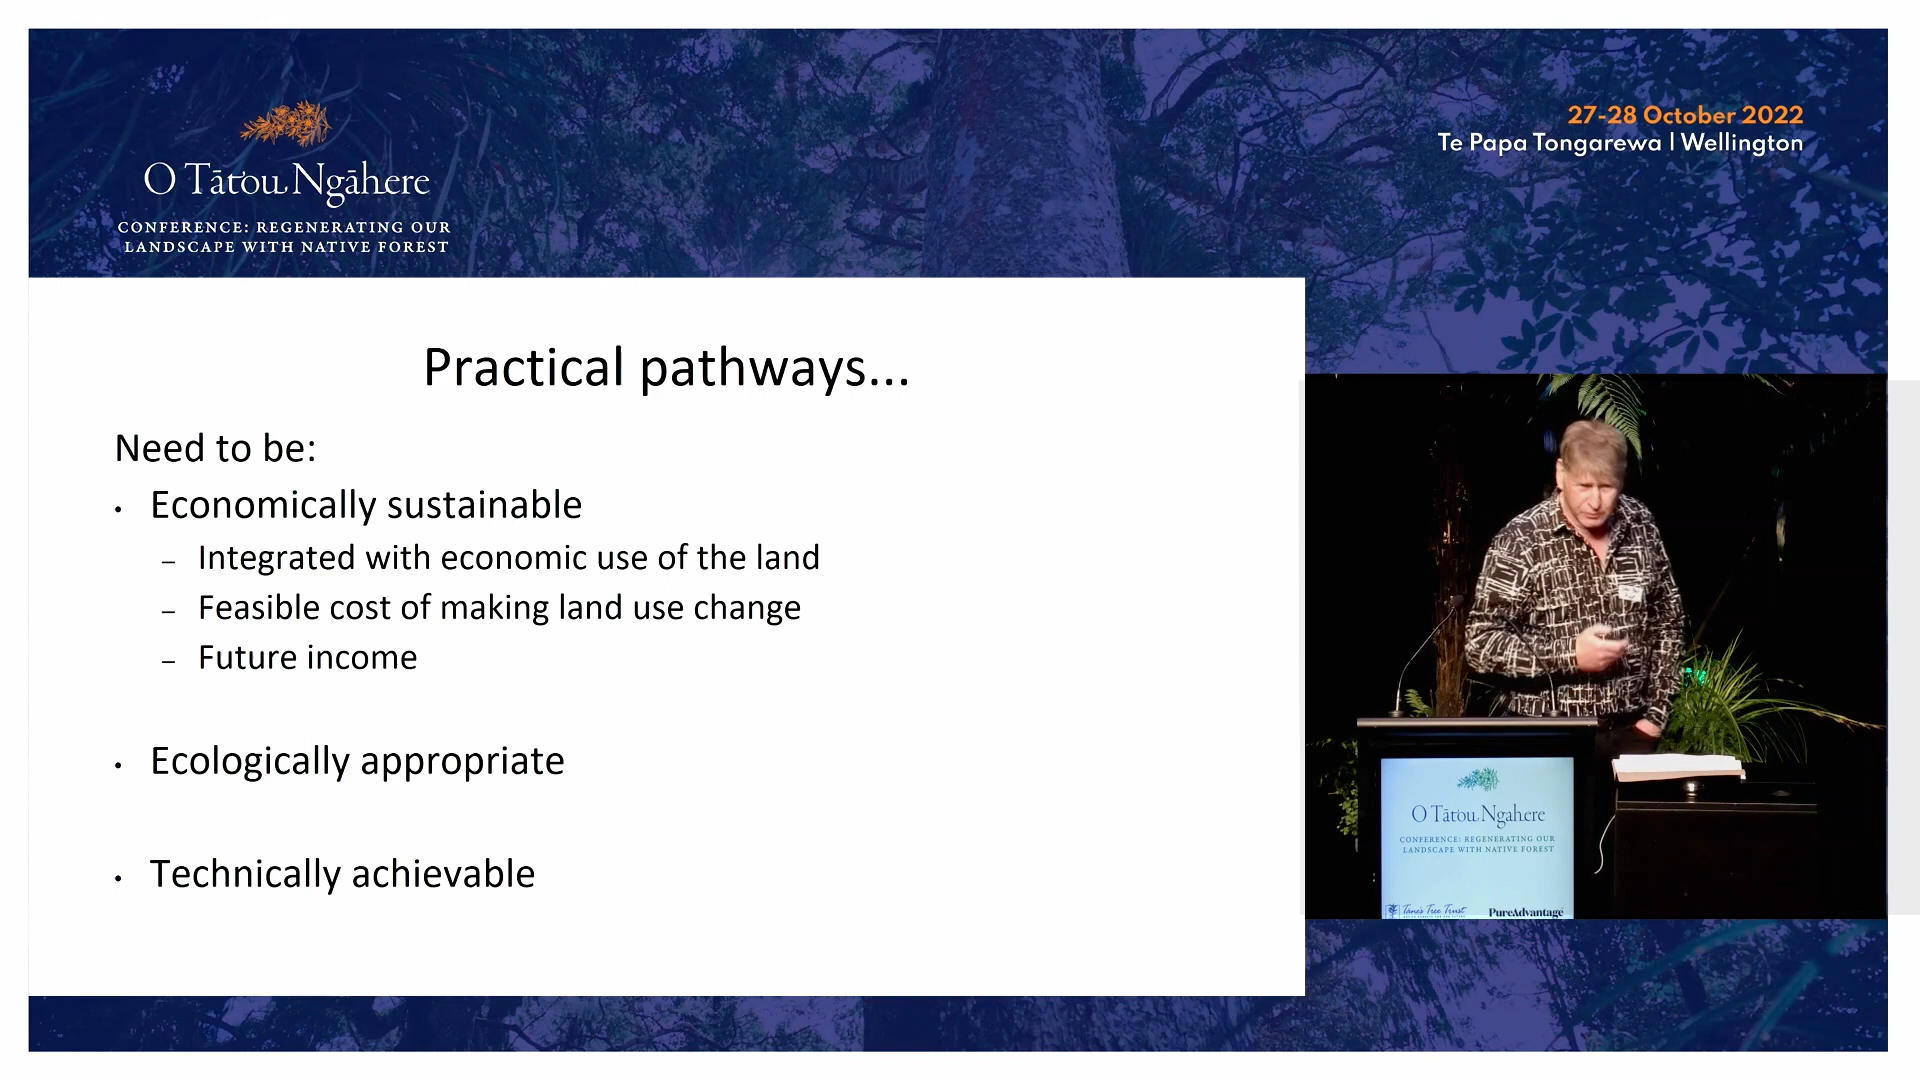 O Tātou Ngāhere
CONFERENCE: REGENERATING OUR
LANDSCAPE WITH NATIVE FOREST
27-28 October 2022
Te Papa Tongarewa | Wellington
Practical pathways...
Need to be:
• Economically sustainable
– Integrated with economic use of the land
– Feasible cost of making land use change
– Future income
• Ecologically appropriate
• Technically achievable
O Tātou Ngahere
CONFERENCE: REGENERATING OUR
LANDSCAPE WITH NATIVE FOREST
Tāne's Tree Trust
PureAdvantage